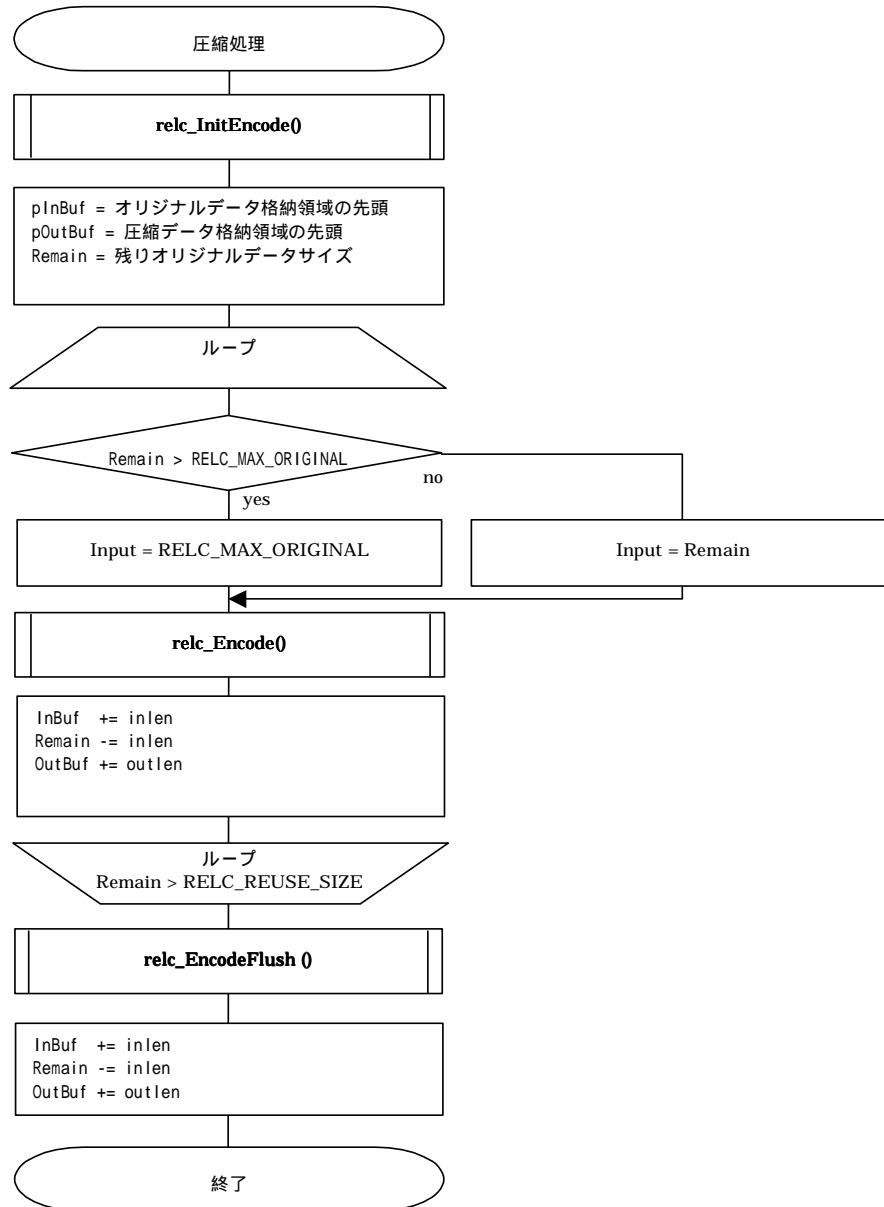 圧縮処理
relc_InitEncode()
pInBuf = オリジナルデータ格納領域の先頭
pOutBuf = 圧縮データ格納領域の先頭
Remain = 残りオリジナルデータサイズ
ループ
Remain > RELC_MAX_ORIGINAL
no
yes
Input = RELC_MAX_ORIGINAL
Input = Remain
relc_Encode()
InBuf += inlen
Remain -= inlen
OutBuf += outlen
ループ
Remain > RELC_REUSE_SIZE
relc_EncodeFlush ()
InBuf += inlen
Remain -= inlen
OutBuf += outlen
終了